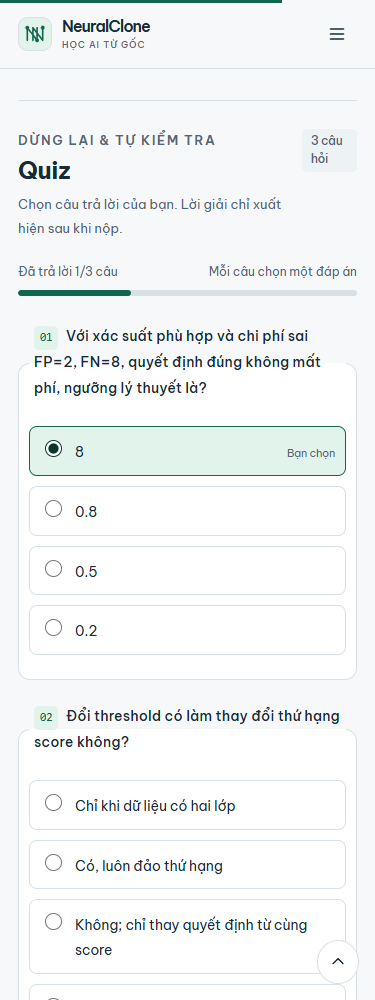 NeuralClone
HỌC AI TỪ GỐC
DỪNG LẠI & TỰ KIỂM TRA
Quiz
3 câu
hỏi
Chọn câu trả lời của bạn. Lời giải chỉ xuất
hiện sau khi nộp.
Đã trả lời 1/3 câu
Mỗi câu chọn một đáp án
01 Với xác suất phù hợp và chi phí sai
FP=2, FN=8, quyết định đúng không mất
phí, ngưỡng lý thuyết là?
8
Bạn chọn
0.8
0.5
0.2
02 Đổi threshold có làm thay đổi thứ hạng
score không?
Chỉ khi dữ liệu có hai lớp
Có, luôn đảo thứ hạng
Không; chỉ thay quyết định từ cùng
score